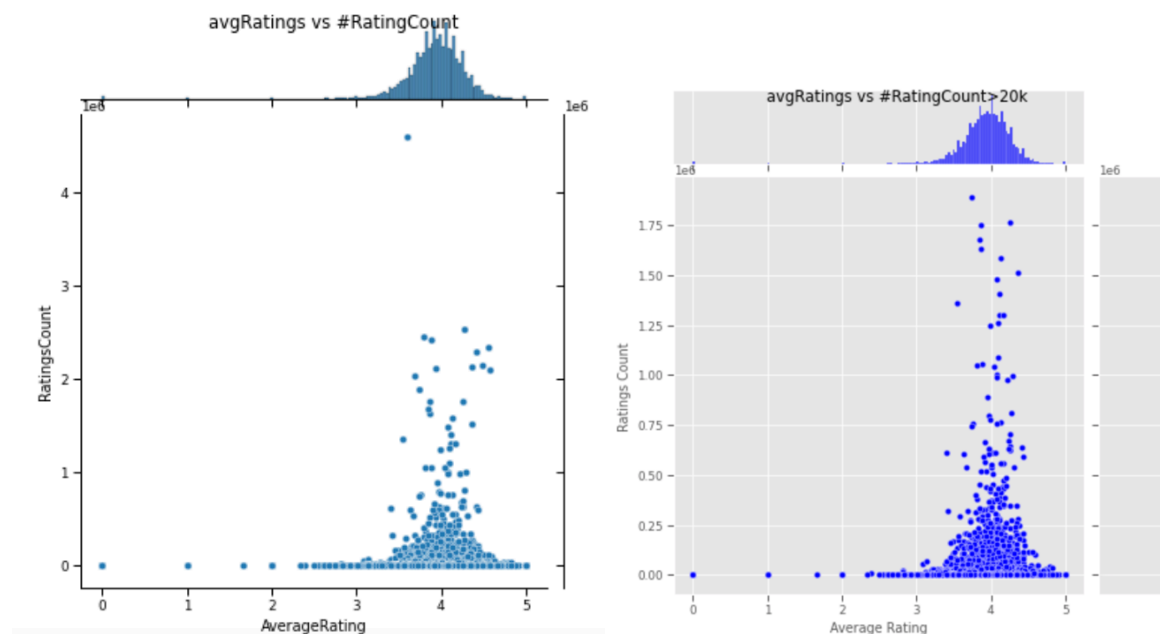 avgRatings vs #RatingCount
1e6
1e6
4
3
2
1
0
RatingsCount
0 1 2 3 4 5
AverageRating
avgRatings vs #RatingCount>20k
1e6
1e6
1.75
1.50
1.25
1.00
0.75
0.50
0.25
0.00
Ratings Count
0 1 2 3 4 5
Average Rating